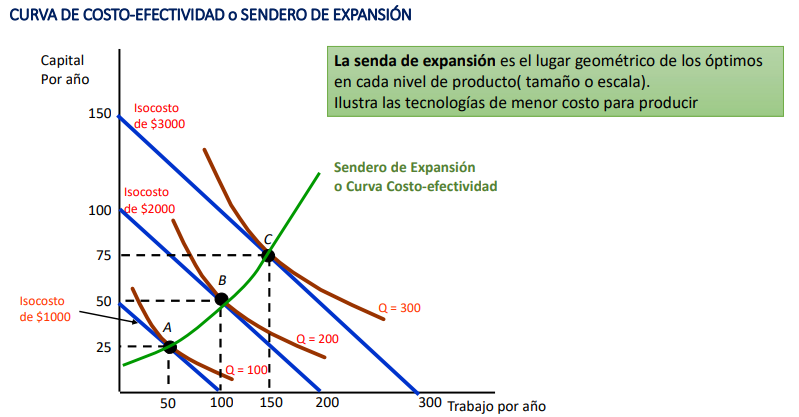 CURVA DE COSTO-EFECTIVIDAD o SENDERO DE EXPANSIÓN
Capital
Por año
La senda de expansión es el lugar geométrico de los óptimos
en cada nivel de producto( tamaño o escala).
Ilustra las tecnologías de menor costo para producir
150
Isocosto
de $3000
Sendero de Expansión
o Curva Costo-efectividad
Isocosto
de $2000
100
C
75
B
50
Isocosto
de $1000
Q = 300
A
Q = 200
25
Q = 100
50
100
150
200
300
Trabajo por año